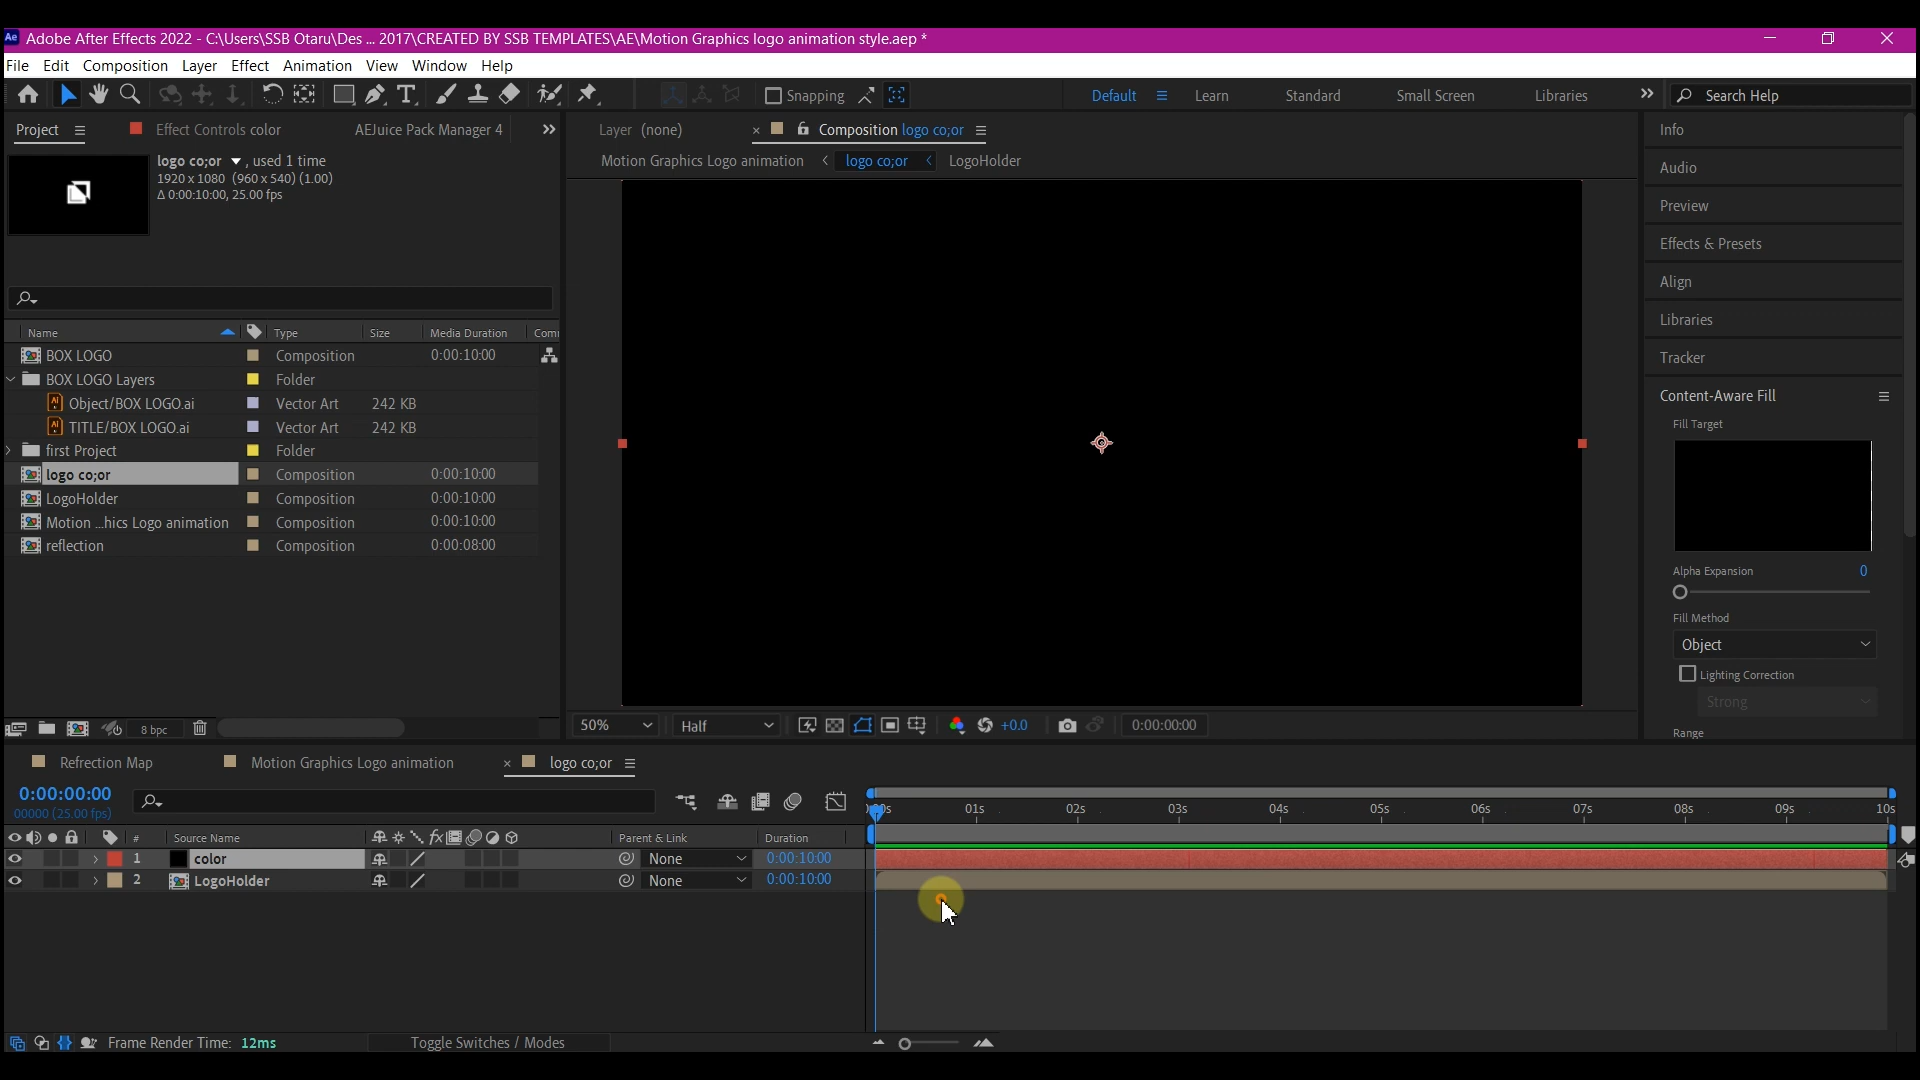 Ae Adobe After Effects 2022 - C:\Users\SSB Otaru\Des ... 2017\CREATED BY SSB TEMPLATES\AE\Motion Graphics logo animation style.aep *
File Edit Composition Layer Effect Animation View Window Help
Snapping Default Learn Standard Small Screen Libraries Search Help
Project Effect Controls color AEJuice Pack Manager 4
Layer (none) × Composition logo co;or
Info
logo co;or , used 1 time
1920 x 1080 (960 x 540) (1.00)
Δ 0:00:10:00, 25.00 fps
Motion Graphics Logo animation logo co;or LogoHolder
Audio
Preview
Effects & Presets
Align
Libraries
Tracker
Content-Aware Fill
Fill Target
Alpha Expansion 0
Fill Method
Object
Lighting Correction
Strong
Range
Name Type Size Media Duration Com
BOX LOGO Composition 0:00:10:00
BOX LOGO Layers Folder
Object/BOX LOGO.ai Vector Art 242 KB
TITLE/BOX LOGO.ai Vector Art 242 KB
first Project Folder
logo co;or Composition 0:00:10:00
LogoHolder Composition 0:00:10:00
Motion ...hics Logo animation Composition 0:00:10:00
reflection Composition 0:00:08:00
8 bpc
50% Half +0.0 0:00:00:00
Refrection Map Motion Graphics Logo animation × logo co;or
0:00:00:00
00000 (25.00 fps)
01s 02s 03s 04s 05s 06s 07s 08s 09s 10s
# Source Name Parent & Link Duration
1 color None 0:00:10:00
2 LogoHolder None 0:00:10:00
Frame Render Time: 12ms Toggle Switches / Modes